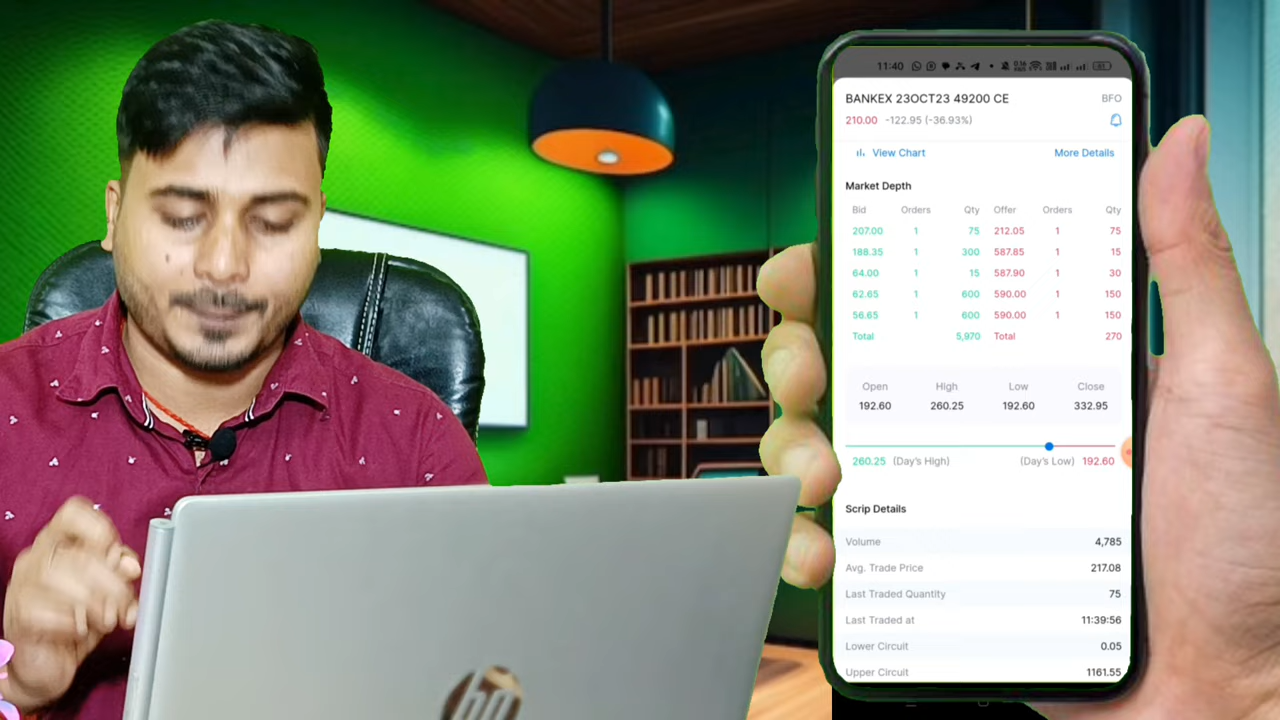 11:40
BANKEX 23OCT23 49200 CE BFO
210.00 -122.95 (-36.93%)
View Chart More Details
Market Depth
Bid Orders Qty Offer Orders Qty
207.00 1 75 212.05 1 75
188.35 1 300 587.85 1 15
64.00 1 15 587.90 1 30
62.65 1 600 590.00 1 150
56.65 1 600 590.00 1 150
Total 5,970 Total 270
Open High Low Close
192.60 260.25 192.60 332.95
260.25 (Day's High) (Day's Low) 192.60
Scrip Details
Volume 4,785
Avg. Trade Price 217.08
Last Traded Quantity 75
Last Traded at 11:39:56
Lower Circuit 0.05
Upper Circuit 1161.55
hp